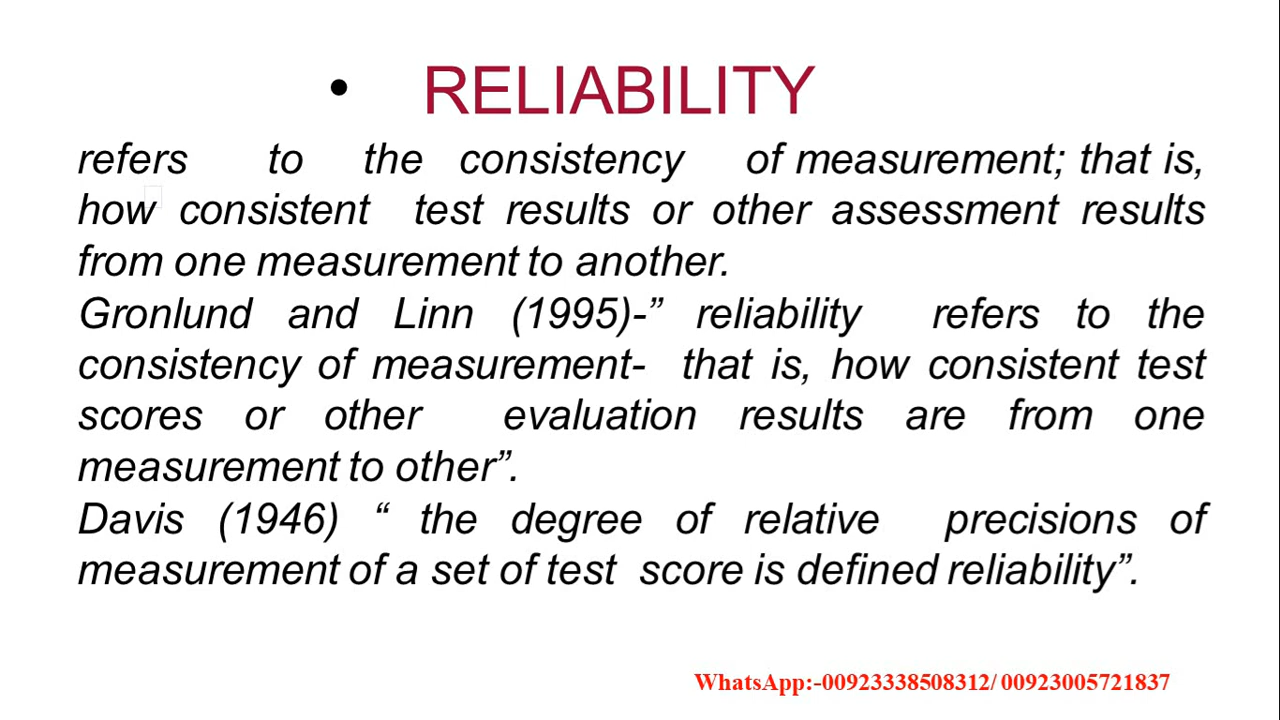 • RELIABILITY
refers to the consistency of measurement; that is,
how consistent test results or other assessment results
from one measurement to another.
Gronlund and Linn (1995)-” reliability refers to the
consistency of measurement- that is, how consistent test
scores or other evaluation results are from one
measurement to other”.
Davis (1946) “ the degree of relative precisions of
measurement of a set of test score is defined reliability”.
WhatsApp:-00923338508312/ 00923005721837